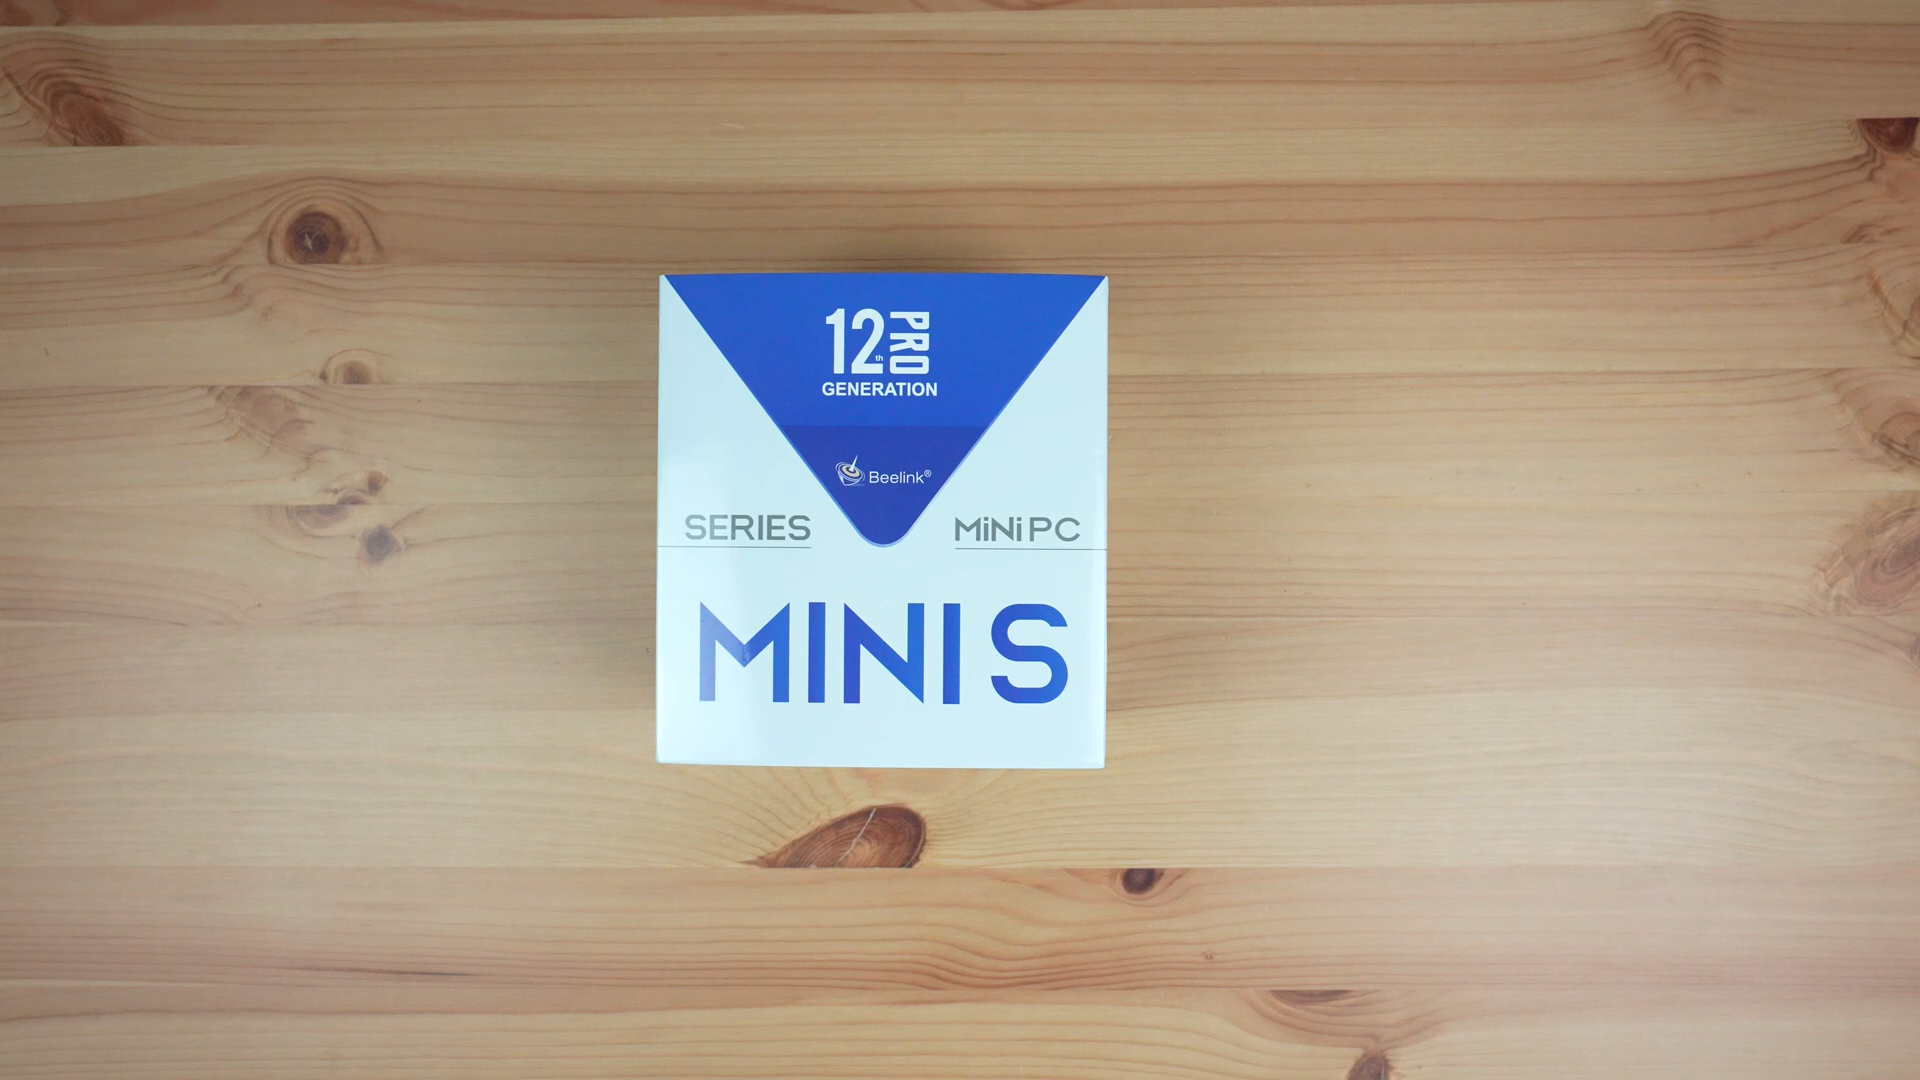 12th PRO
GENERATION
Beelink®
SERIES
MiNi PC
MINI S